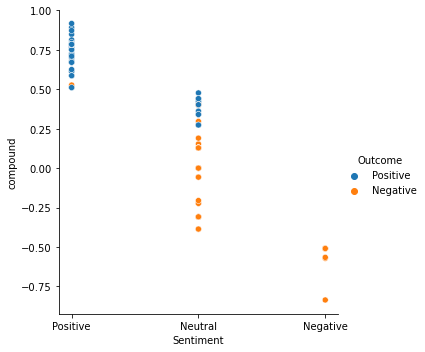 1.00
0.75
0.50
0.25
0.00
−0.25
−0.50
−0.75
compound
Positive
Neutral
Negative
Sentiment
Outcome
Positive
Negative